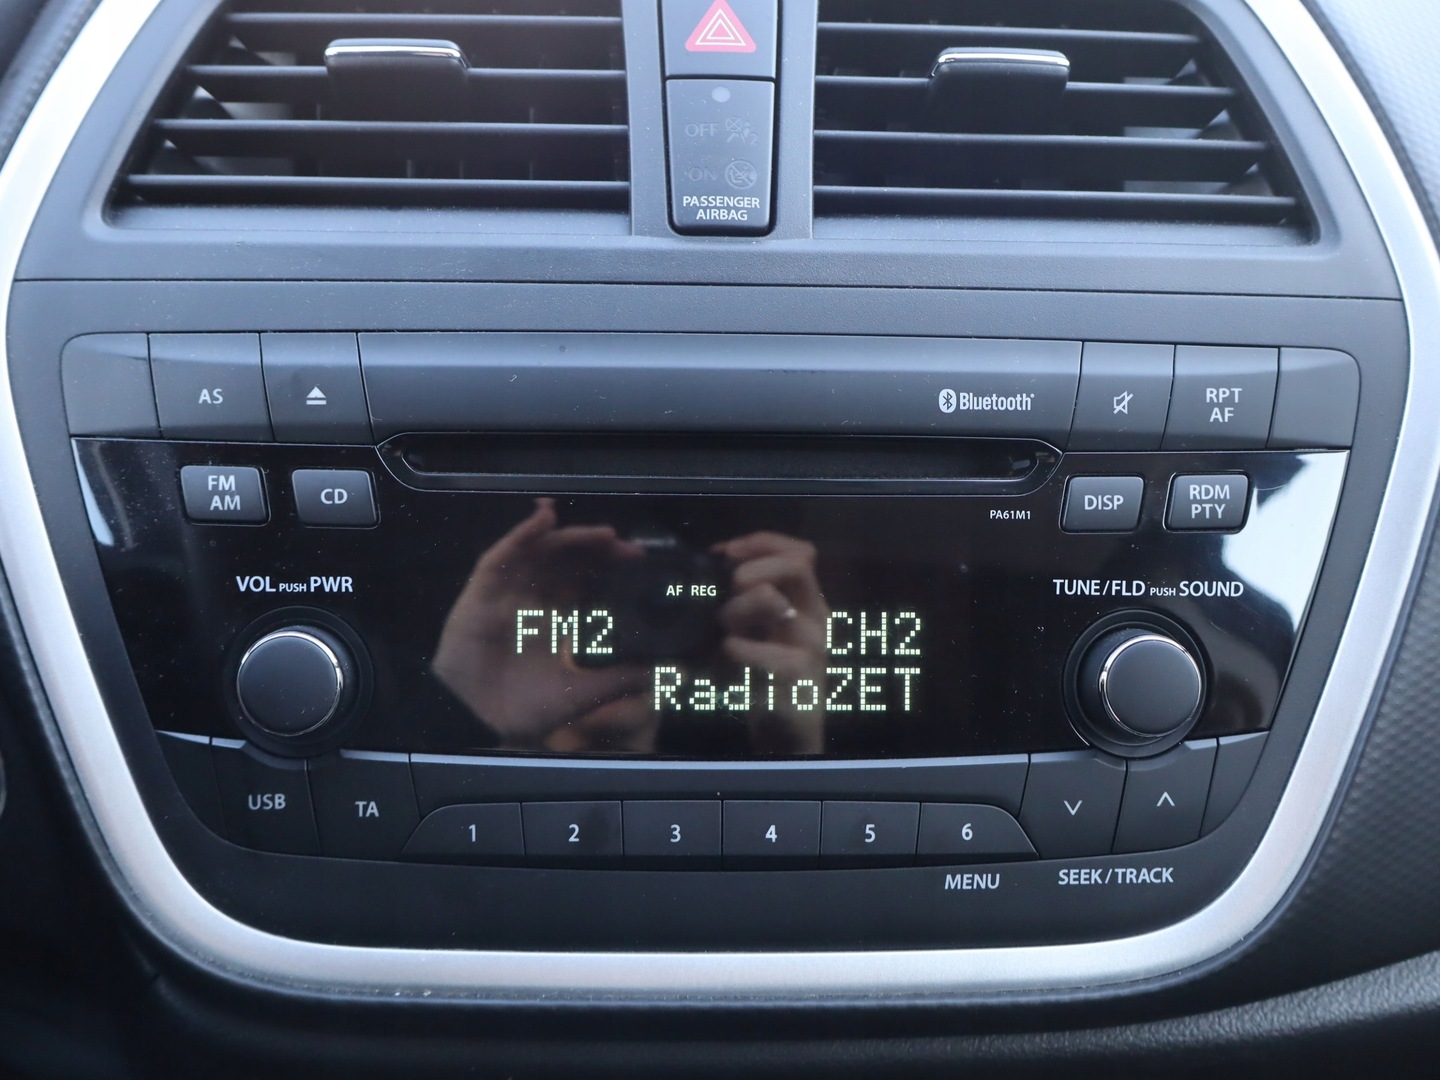 OFF
ON
PASSENGER
AIRBAG
AS
Bluetooth
RPT
AF
FM
AM
CD
DISP
RDM
PTY
PA61M1
VOL PUSH PWR
TUNE/FLD PUSH SOUND
AF REG
FM2 CH2
RadioZET
USB
TA
1 2 3 4 5 6
MENU
SEEK/TRACK